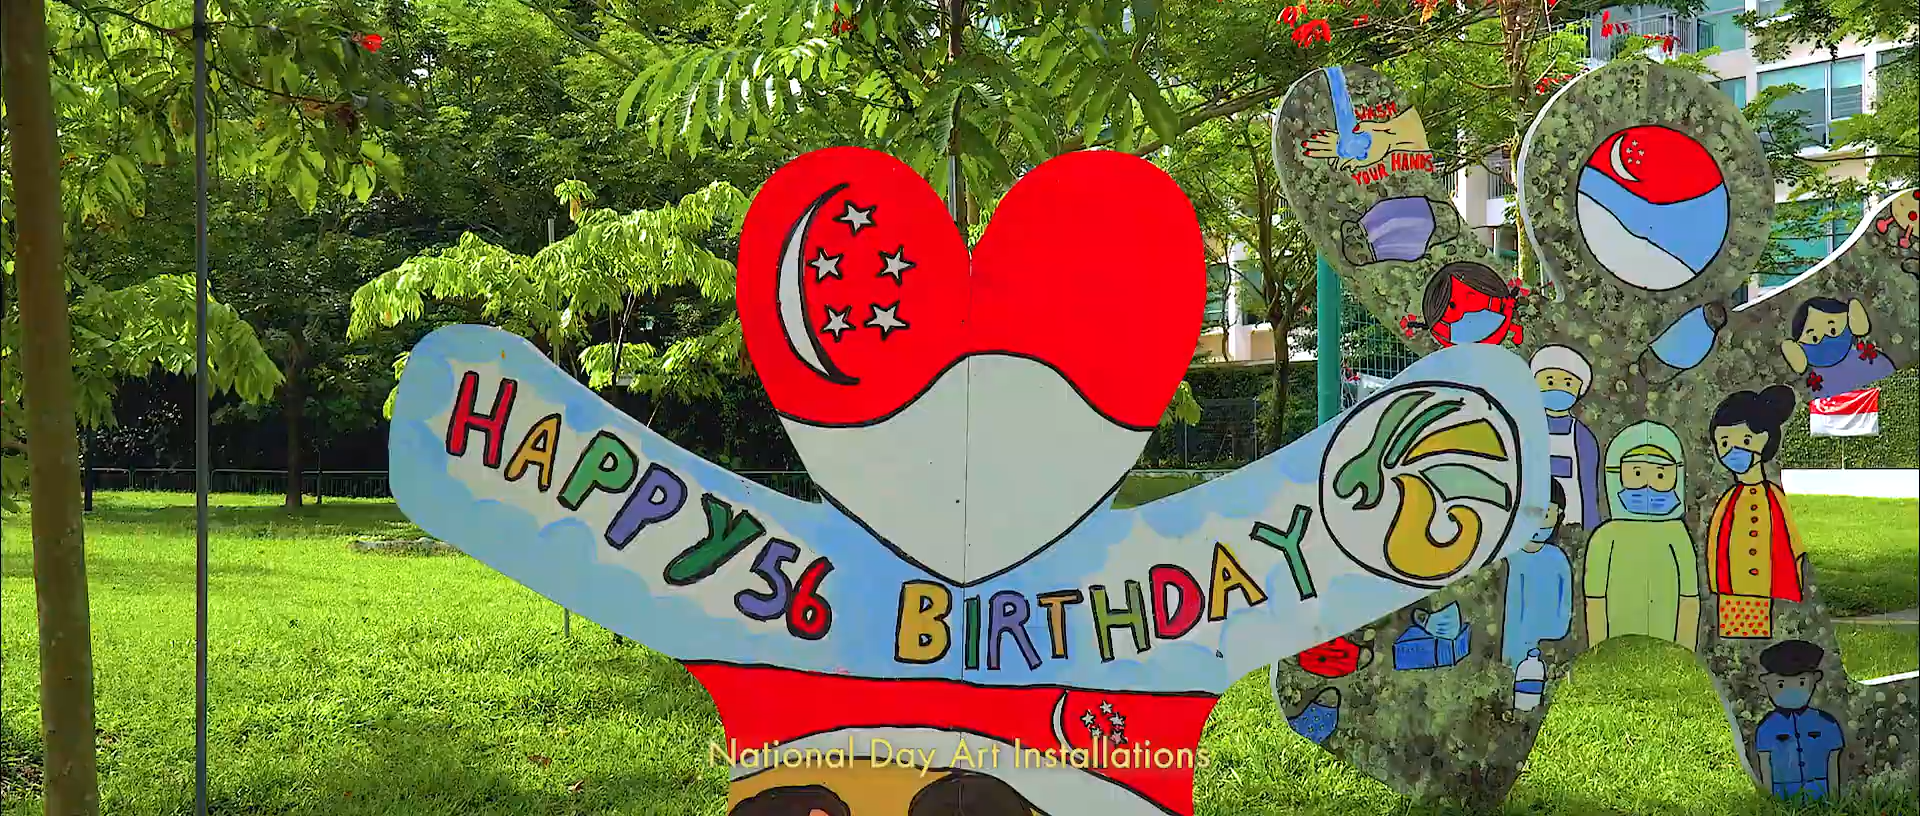 WASH
YOUR HANDS
HAPPY 56 BIRTHDAY
National Day Art Installations